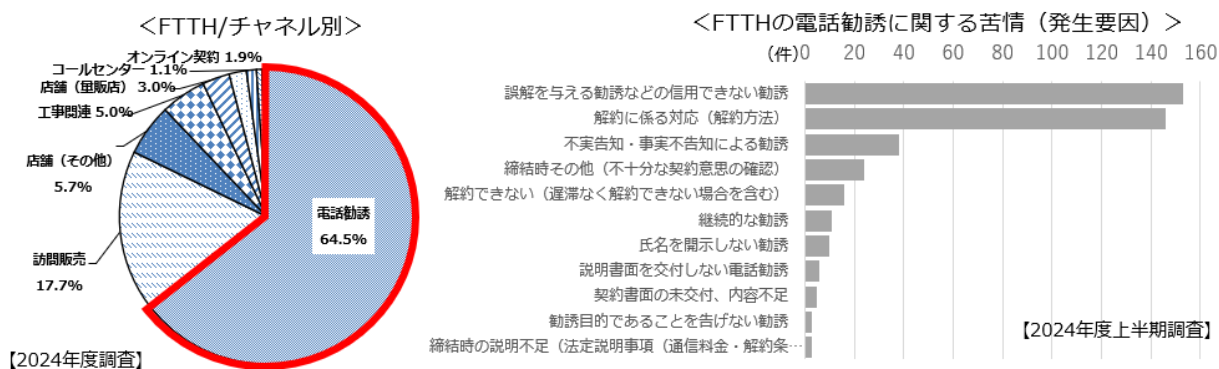 <FTTH/チャネル別>
オンライン契約 1.9%
コールセンター 1.1%
店舗（量販店） 3.0%
工事関連 5.0%
店舗（その他）
5.7%
訪問販売
17.7%
電話勧誘
64.5%
【2024年度調査】
<FTTHの電話勧誘に関する苦情（発生要因）>
（件） 0 20 40 60 80 100 120 140 160
誤解を与える勧誘などの信用できない勧誘
解約に係る対応（解約方法）
不実告知・事実不告知による勧誘
締結時その他（不十分な契約意思の確認）
解約できない（遅滞なく解約できない場合を含む）
継続的な勧誘
氏名を開示しない勧誘
説明書面を交付しない電話勧誘
契約書面の未交付、内容不足
勧誘目的であることを告げない勧誘
締結時の説明不足（法定説明事項（通信料金・解約条…
【2024年度上半期調査】